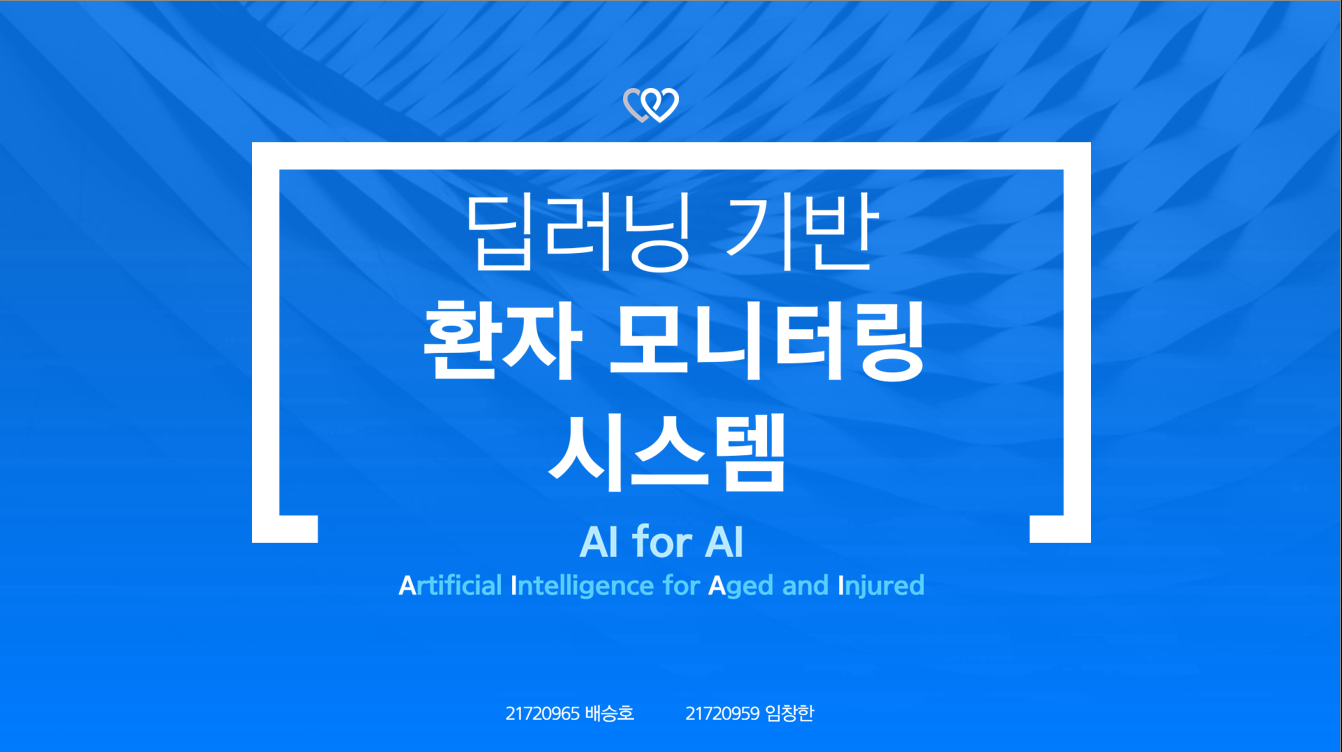 딥러닝 기반
환자 모니터링
시스템
AI for AI
Artificial Intelligence for Aged and Injured
21720965 배승호 21720959 임창한